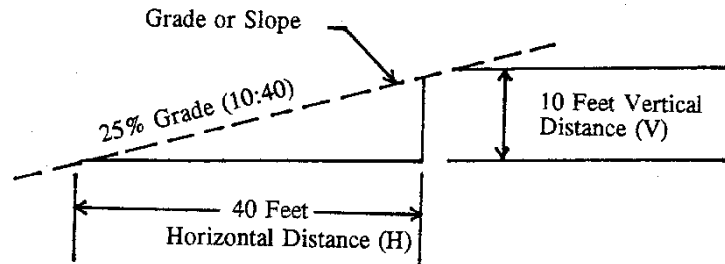 Grade or Slope
25% Grade (10:40)
10 Feet Vertical
Distance (V)
40 Feet
Horizontal Distance (H)